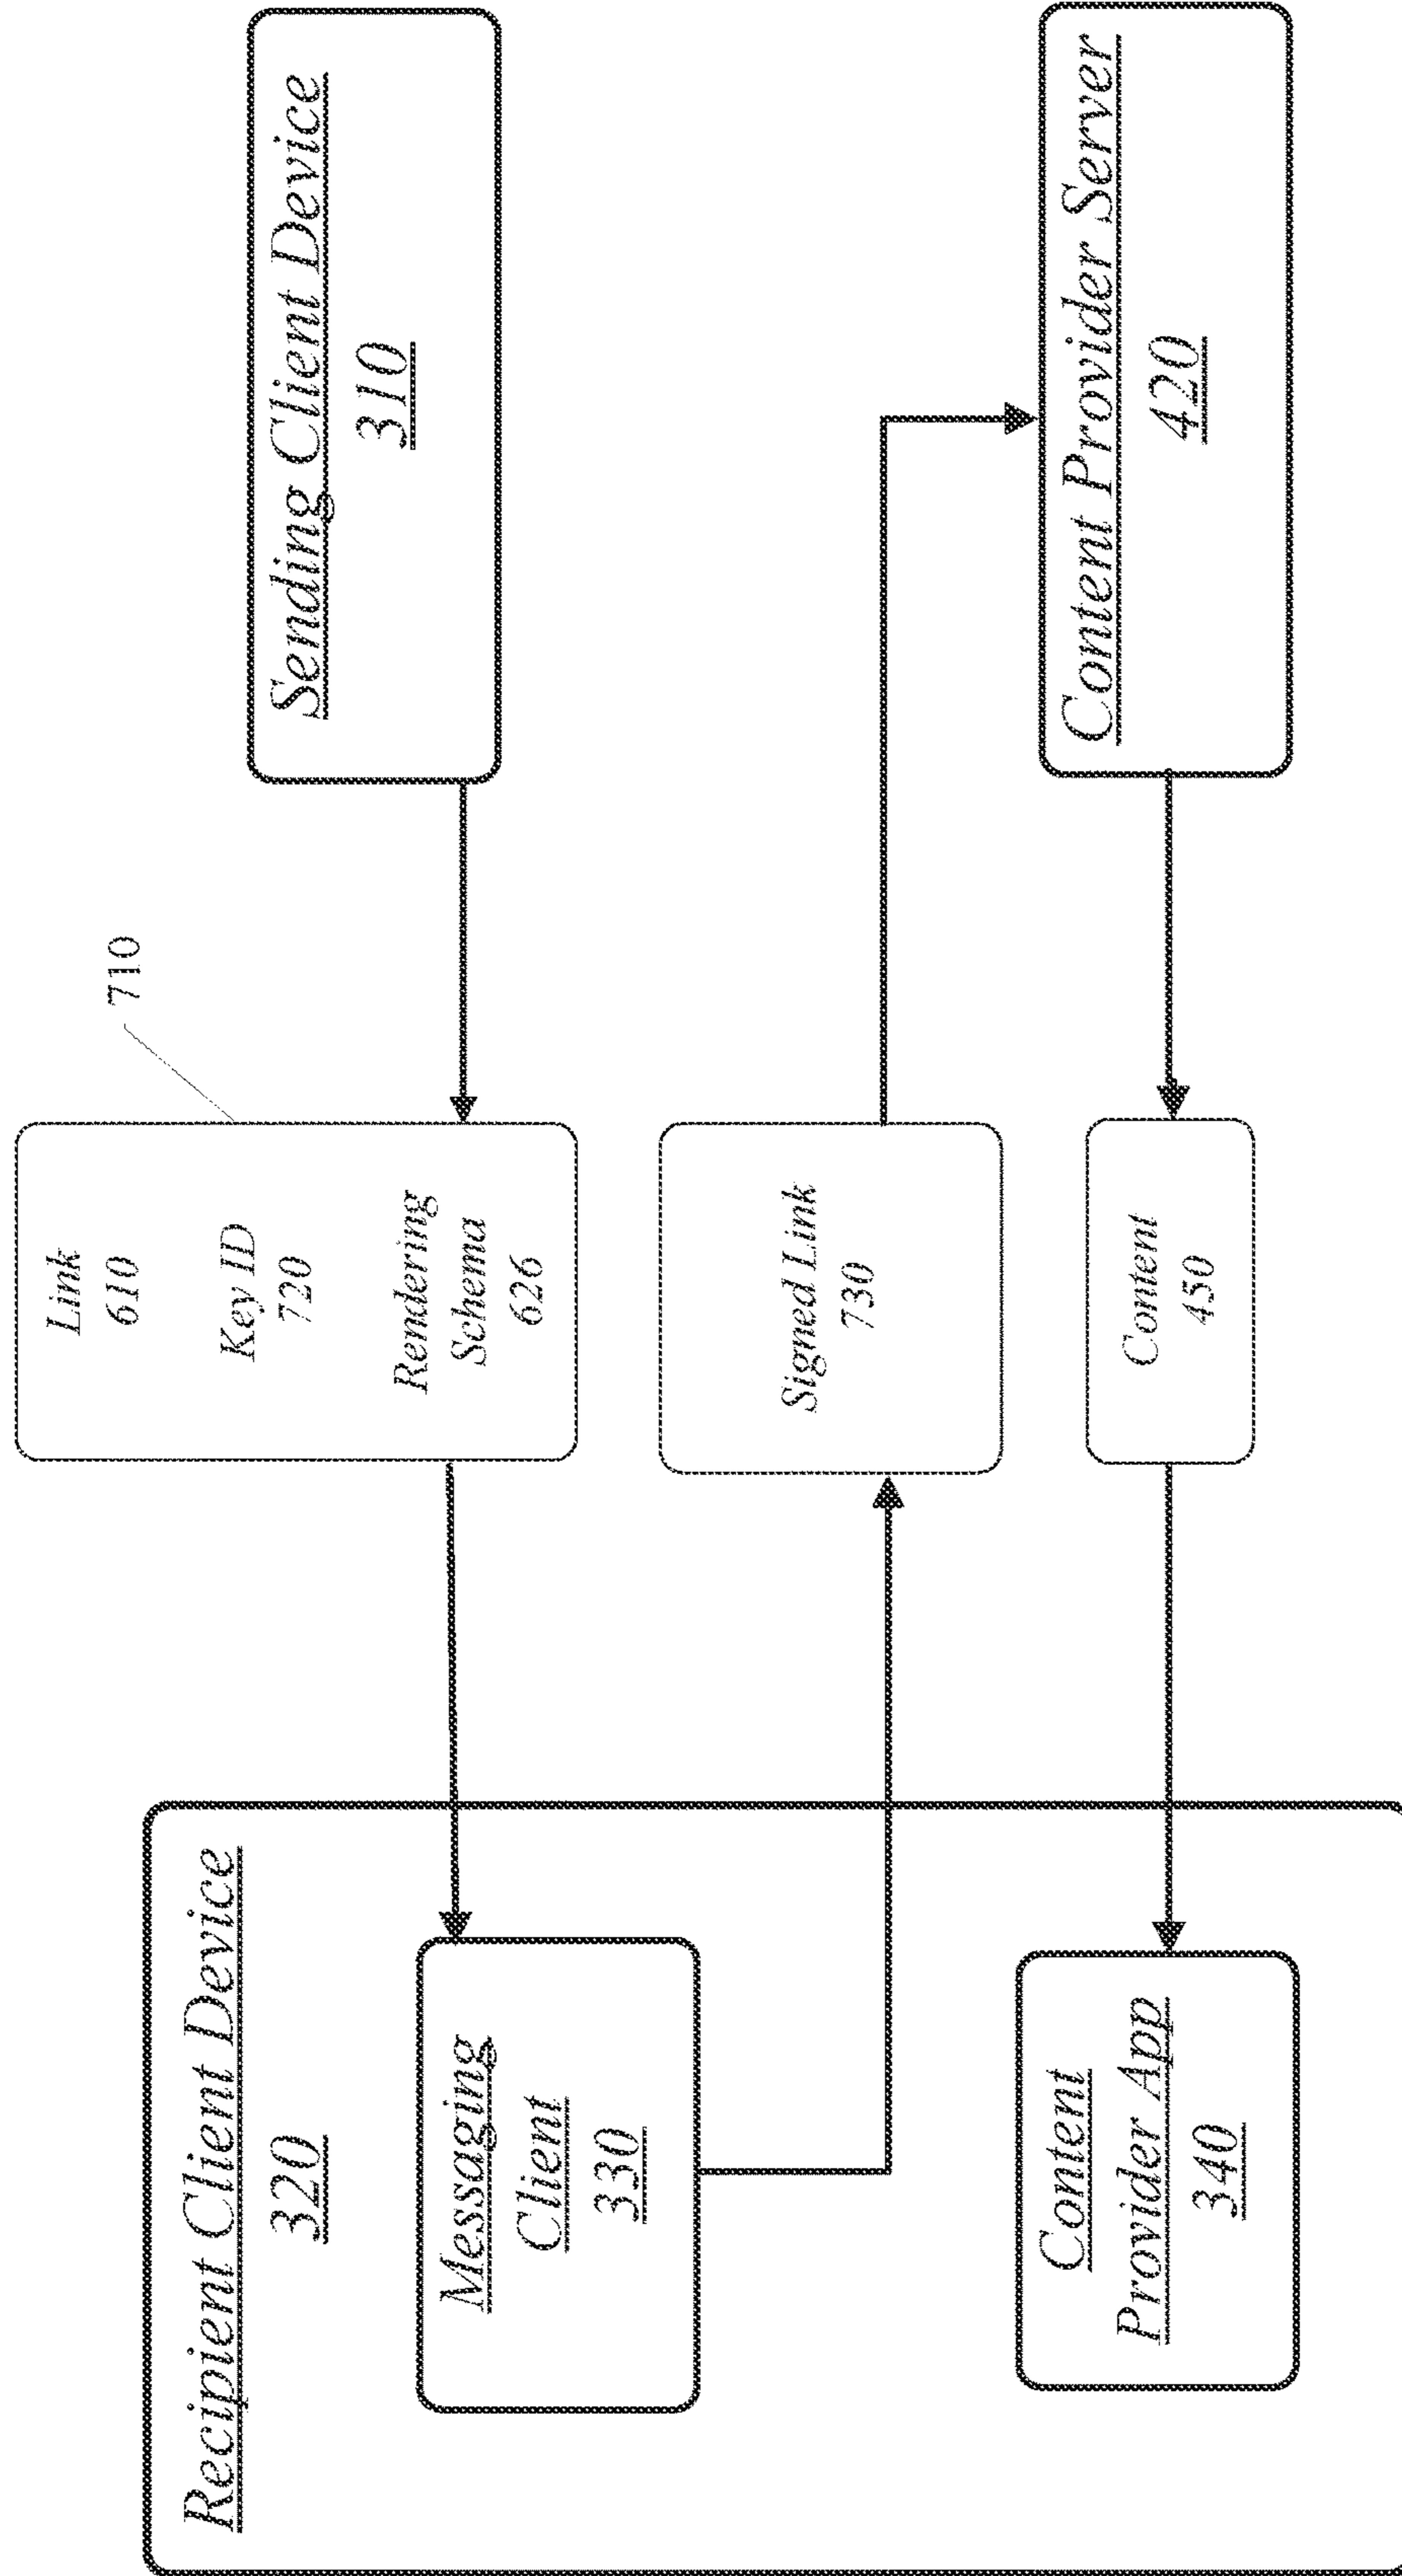 Recipient Client Device
320
Messaging
Client
330
Content
Provider App
340
710
Link
610
Key ID
720
Rendering
Schema
626
Signed Link
730
Content
450
Sending Client Device
310
Content Provider Server
420